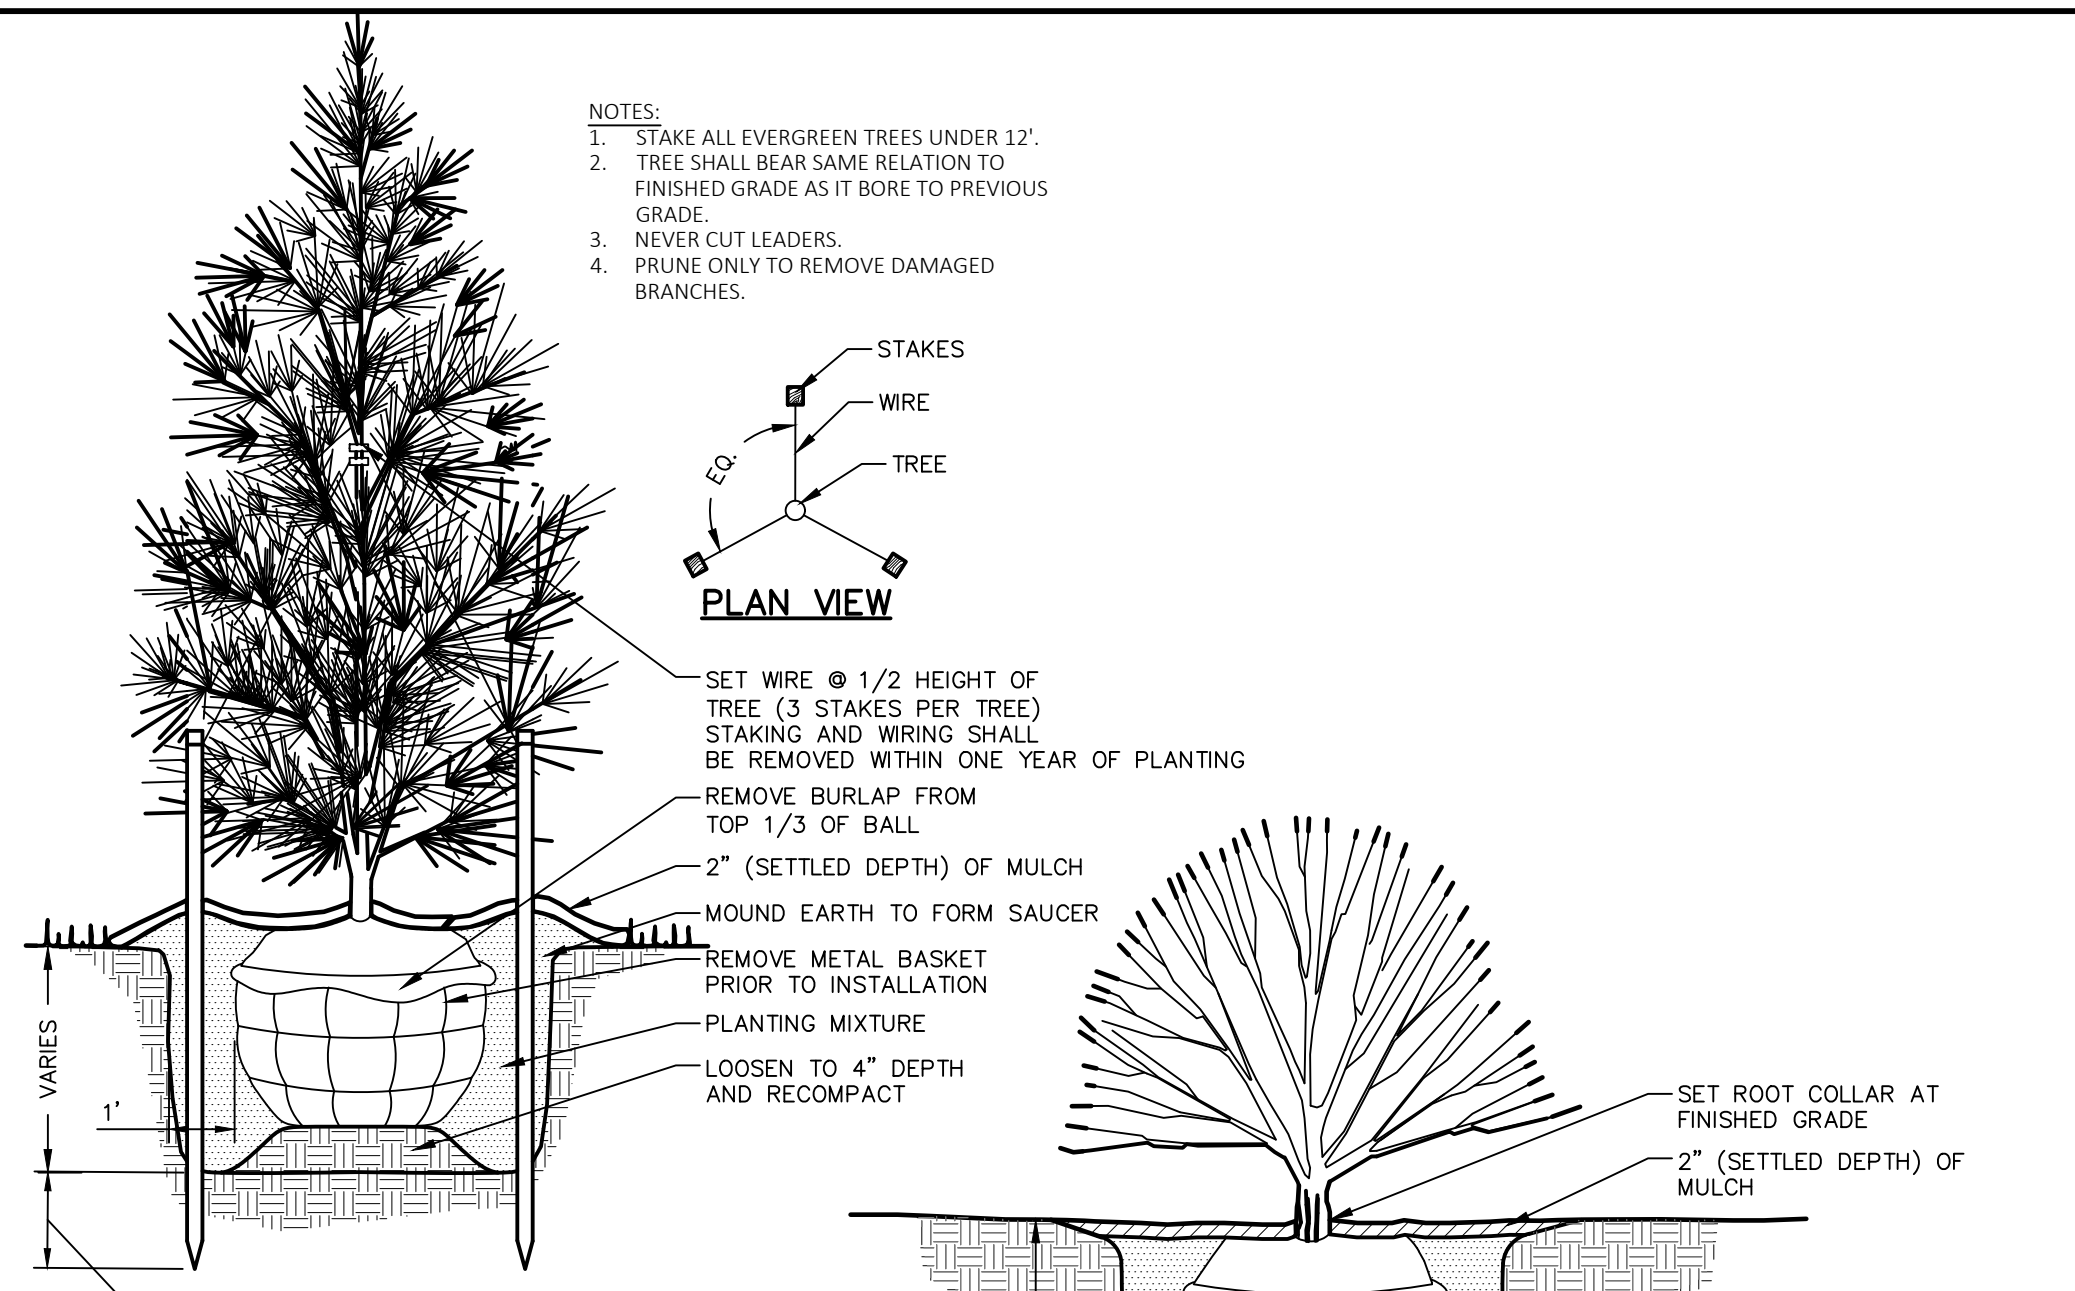 NOTES:
1. STAKE ALL EVERGREEN TREES UNDER 12'.
2. TREE SHALL BEAR SAME RELATION TO
FINISHED GRADE AS IT BORE TO PREVIOUS
GRADE.
3. NEVER CUT LEADERS.
4. PRUNE ONLY TO REMOVE DAMAGED
BRANCHES.
STAKES
WIRE
EQ.
TREE
PLAN VIEW
SET WIRE @ 1/2 HEIGHT OF
TREE (3 STAKES PER TREE)
STAKING AND WIRING SHALL
BE REMOVED WITHIN ONE YEAR OF PLANTING
REMOVE BURLAP FROM
TOP 1/3 OF BALL
2" (SETTLED DEPTH) OF MULCH
MOUND EARTH TO FORM SAUCER
REMOVE METAL BASKET
PRIOR TO INSTALLATION
PLANTING MIXTURE
LOOSEN TO 4" DEPTH
AND RECOMPACT
VARIES
1'
SET ROOT COLLAR AT
FINISHED GRADE
2" (SETTLED DEPTH) OF
MULCH